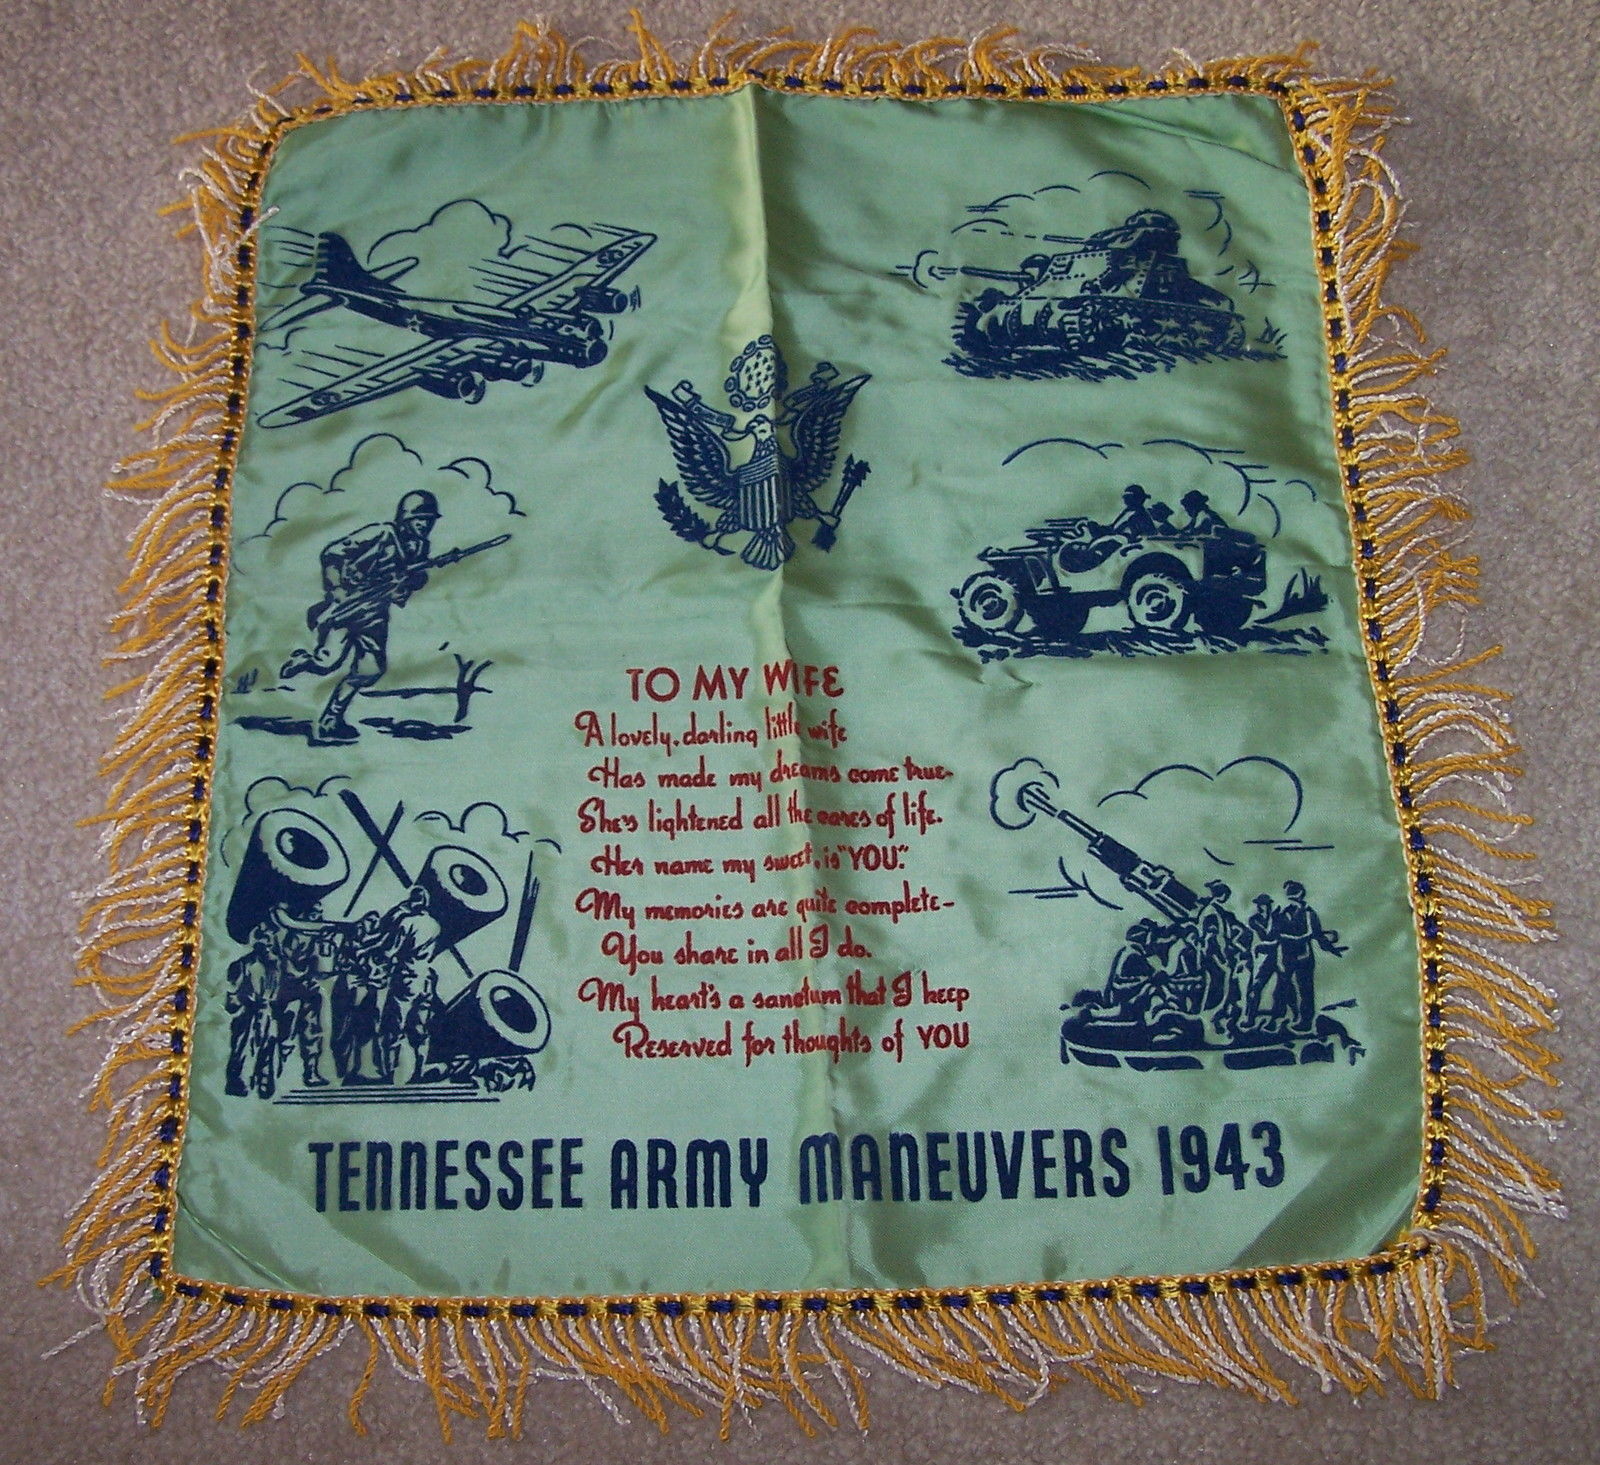 TO MY WIFE
A lovely, darling little wife
Has made my dreams come true-
She's lightened all the cares of life.
Her name my sweet, is "YOU."
My memories are quite complete-
You share in all I do.
My heart's a sanctum that I keep
Reserved for thoughts of YOU
TENNESSEE ARMY MANEUVERS 1943